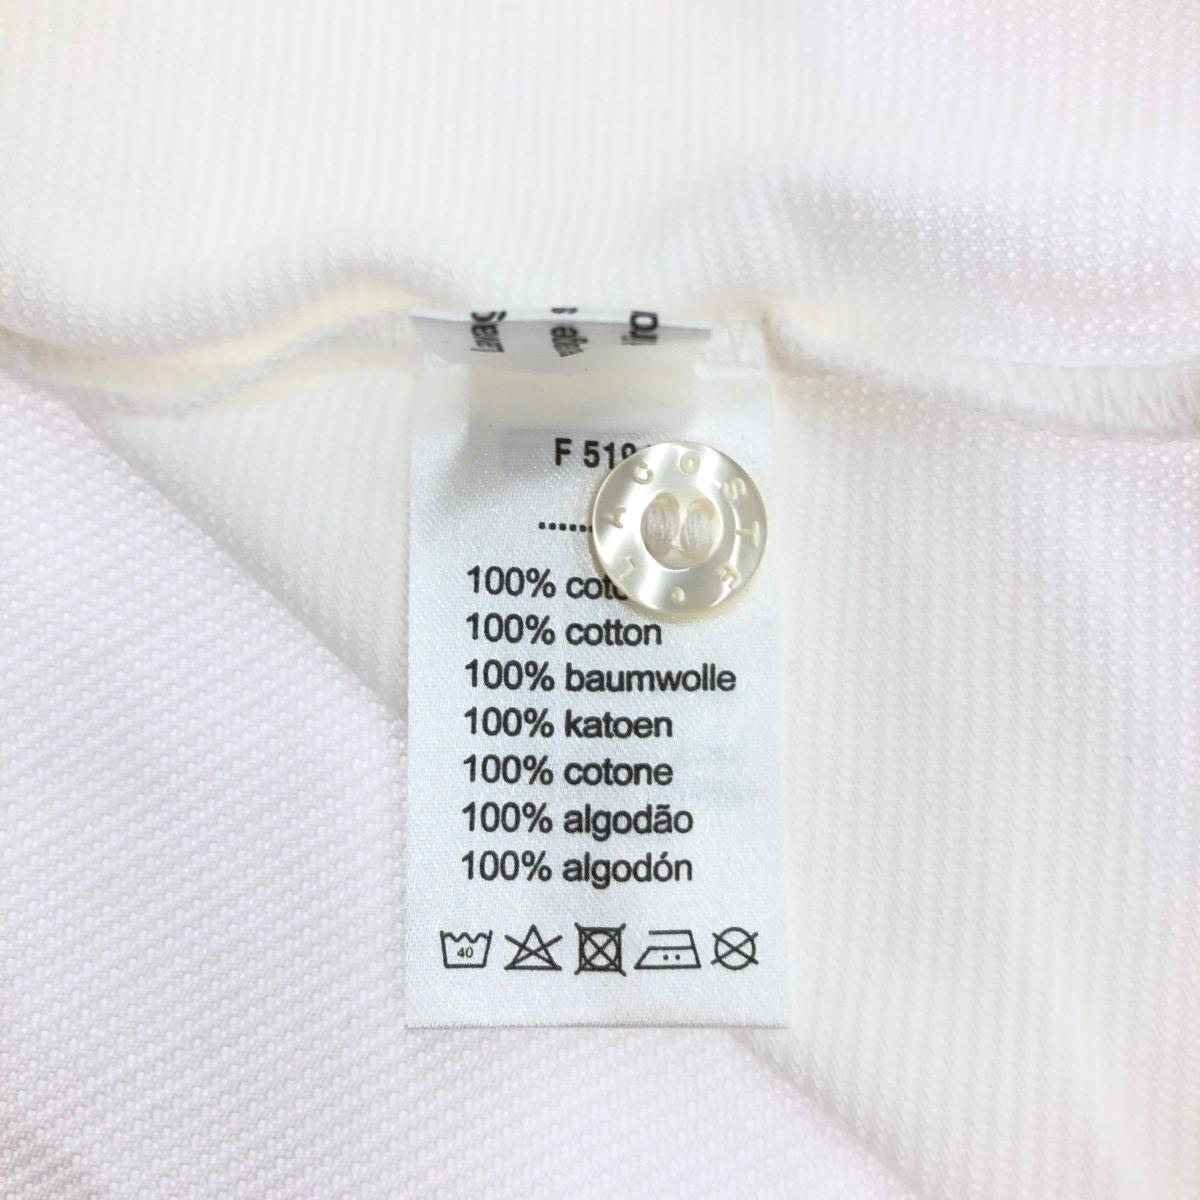 F 519
LACOSTE
100% coto
100% cotton
100% baumwolle
100% katoen
100% cotone
100% algodão
100% algodón
40